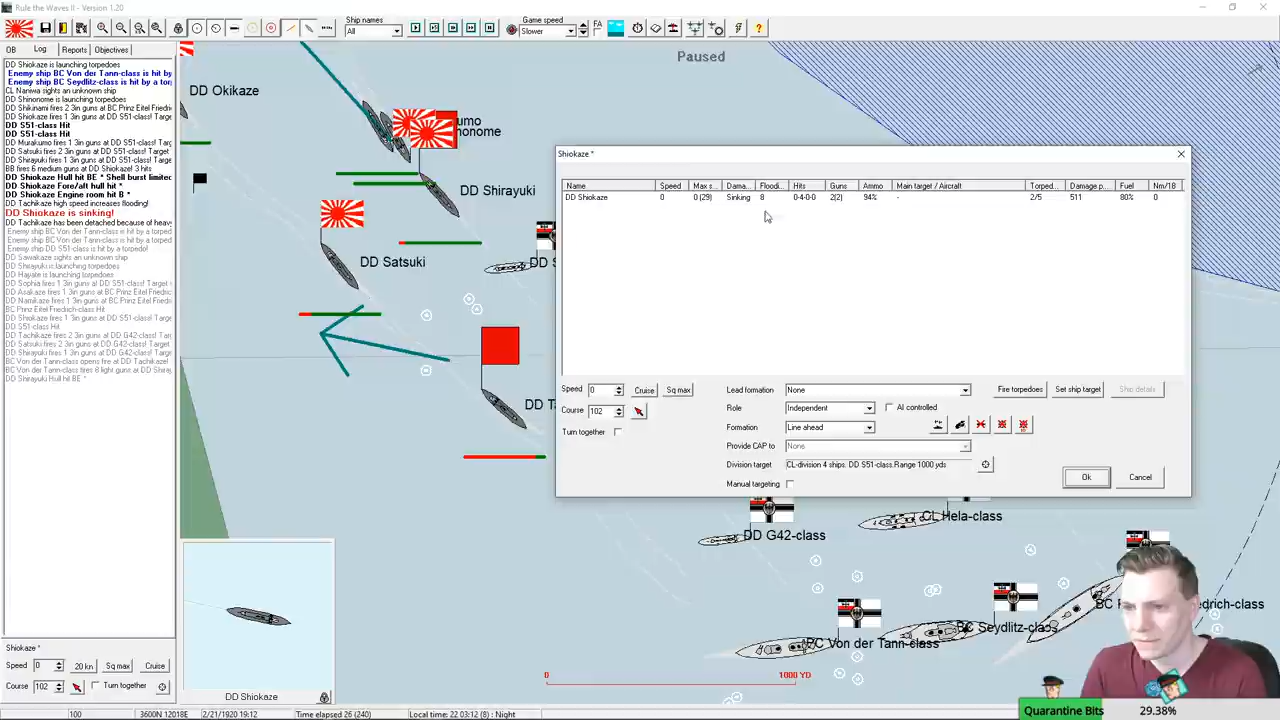 Rule the Waves II - Version 1.20
Ship names
All
Game speed
Slower
FA
OB Log Reports Objectives
DD Shiokaze is launching torpedoes
Enemy ship BC Von der Tann-class is hit by
Enemy ship BC Seydlitz-class is hit by a tor
CL Naniwa sights an unknown ship
DD Shinonome is launching torpedoes
DD Shikinami fires 2 3in guns at BC Prinz Eitel Friedric
DD Shiokaze fires 1 3in guns at DD S51-class! Targe
DD S51-class Hit
DD S51-class Hit
DD Murakumo fires 1 3in guns at DD S51-class! Targ
DD Satsuki fires 2 3in guns at DD S51-class! Target
DD Shirayuki fires 1 3in guns at DD S51-class! Targ
BB fires 6 medium guns at DD Shiokaze! 3 hits
DD Shiokaze Hull hit BE * Shell burst limited
DD Shiokaze Fore/aft hull hit *
DD Shiokaze Engine room hit B *
DD Tachikaze high speed increases flooding!
DD Shiokaze is sinking!
DD Tachikaze has been detached because of heav
Enemy ship BC Von der Tann-class is hit by a torpe
Enemy ship BC Von der Tann-class is hit by a torpe
Enemy ship DD S51-class is hit by a torpedo!
DD Sawakaze sights an unknown ship
DD Shirayuki is launching torpedoes
DD Hayate is launching torpedoes
DD Sophia fires 1 3in guns at DD S51-class! Target
DD Asakaze fires 1 3in guns at BC Prinz Eitel Friedric
DD Namikaze fires 1 3in guns at BC Prinz Eitel Friedr
BC Prinz Eitel Friedrich-class Hit
DD Shiokaze fires 1 3in guns at DD S51-class! Targe
DD S51-class Hit
DD Tachikaze fires 2 3in guns at DD G42-class! Targ
DD Satsuki fires 2 3in guns at DD G42-class! Target
DD Shirayuki fires 1 3in guns at DD G42-class! Targ
BC Von der Tann-class opens fire at DD Tachikaze!
BC Von der Tann-class fires 8 light guns at DD Shiray
DD Shirayuki Hull hit BE *
Shiokaze *
Speed 0 20 kn Sq max Cruise
Course 102 Turn together
DD Shiokaze
Paused
DD Okikaze
umo
nonome
DD Shirayuki
DD Satsuki
DD S
DD Ta
DD G42-class
CL Hela-class
BC Von der Tann-class
BC Seydlitz-class
BC P
edrich-class
0 1000 YD
Shiokaze *
Name Speed Max s... Dama... Floodi... Hits Guns Ammo Main target / Aircraft Torped... Damage p... Fuel Nm/18
DD Shiokaze 0 0 (29) Sinking 8 0-4-0-0 2(2) 94% - 2/5 511 80% 0
Speed 0 Cruise Sq max
Course 102
Turn together
Lead formation None
Role Independent AI controlled
Formation Line ahead
Provide CAP to None
Division target CL-division 4 ships. DD S51-class.Range 1000 yds
Manual targeting
Fire torpedoes Set ship target Ship details
Ok Cancel
100 3600N 12018E 2/21/1920 19:12 Time elapsed 26 (240) Local time: 22 03:12 (8) : Night
Quarantine Bits 29.38%